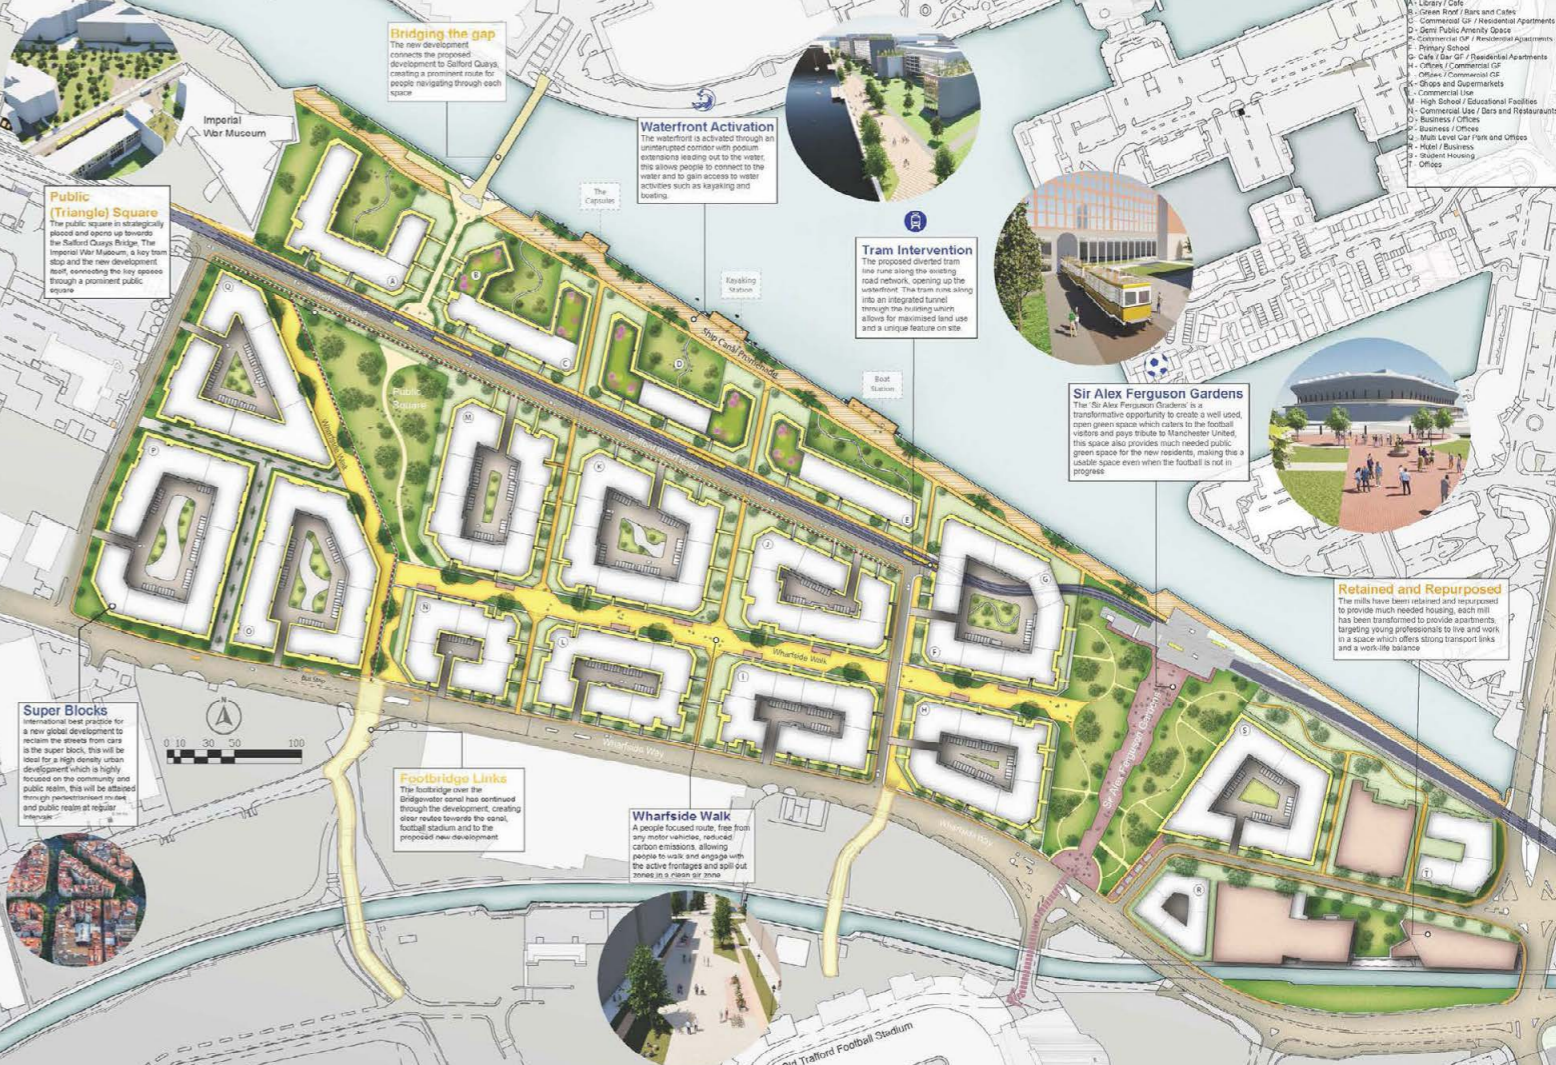 Bridging the gap
The new development
connects the proposed
development to Salford Quays,
creating a prominent route for
people navigating through each
space
A - Library / Cafe
B - Green Roof / Bars and Cafes
C - Commercial GF / Residential Apartments
D - Semi Public Amenity Space
E - Commercial GF / Residential Apartments
F - Primary School
G - Cafe / Bar GF / Residential Apartments
H - Offices / Commercial GF
Offices / Commercial GF
K - Shops and Supermarkets
Commercial Use
M - High School / Educational Facilities
N - Commercial Use / Bars and Restaurants
O - Business / Offices
P - Business / Offices
Q - Multi Level Car Park and Offices
R - Hotel / Business
S - Student Housing
T - Offices
Imperial
War Museum
Waterfront Activation
The waterfront is activated through an
uninterupted corridor with podium
extensions leading out to the water,
this allows people to connect to the
water and to gain access to water
activities such as kayaking and
boating.
Public
(Triangle) Square
The public square in strategically
placed and opens up towards
the Salford Quays Bridge, The
Imperial War Museum, a key tram
stop and the new development
itself, connecting the key spaces
through a prominent public
square
The
Capsules
Kayaking
Station
Boat
Station
Tram Intervention
The proposed diverted tram
line runs along the existing
road network, opening up the
waterfront. The tram runs along
into an integrated tunnel
through the building which
allows for maximised land use
and a unique feature on site
Sir Alex Ferguson Gardens
The 'Sir Alex Ferguson Gradens' is a
transformative opportunity to create a well used,
open green space which caters to the football
visitors and pays tribute to Manchester United,
this space also provides much needed public
green space for the new residents, making this a
usable space even when the football is not in
progress
Ship Canal Promenade
Public
Square
Wharfside Walk
A
B
C
D
E
F
G
H
I
J
K
L
M
N
O
P
Q
R
S
T
Wharfside Walk
Retained and Repurposed
The mills have been retained and repurposed
to provide much needed housing, each mill
has been transformed to provide apartments,
targeting young professionals to live and work
in a space which offers strong transport links
and a work-life balance
Sir Alex Ferguson Gardens
Bus Stop
Wharfside Way
Wharfside Way
Super Blocks
International best practice for
a new global development to
reclaim the streets from cars
is the super block, this will be
ideal for a high density urban
development which is highly
focused on the community and
public realm, this will be attained
through pedestrianised routes
and public realm at regular
intervals
N
0 10 30 50 100
Footbridge Links
The footbridge over the
Bridgewater canal has continued
through the development, creating
clear routes towards the canal,
football stadium and to the
proposed new development
Wharfside Walk
A people focused route, free from
any motor vehicles, reduced
carbon emissions, allowing
people to walk and engage with
the active frontages and spill out
zones in a clean air zone
Old Trafford Football Stadium